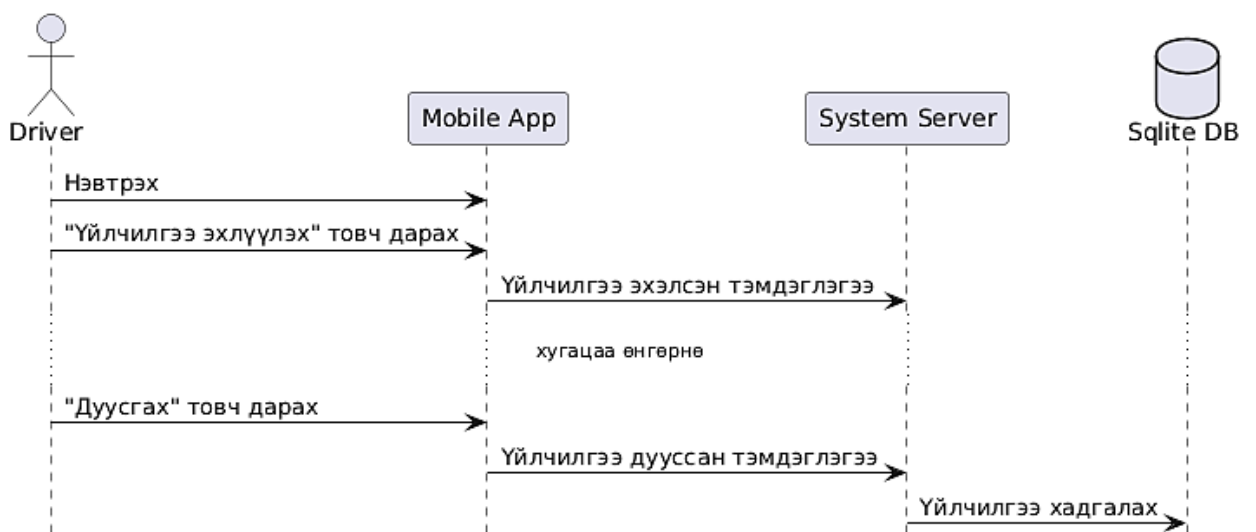 Driver
Mobile App
System Server
Sqlite DB
Нэвтрэх
"Үйлчилгээ эхлүүлэх" товч дарах
Үйлчилгээ эхэлсэн тэмдэглэгээ
хугацаа өнгөрнө
"Дуусгах" товч дарах
Үйлчилгээ дууссан тэмдэглэгээ
Үйлчилгээ хадгалах